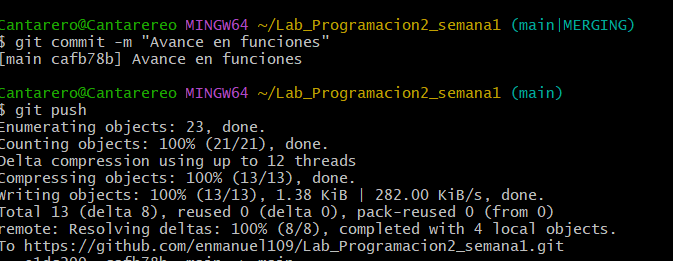 Cantarero@Cantarereo MINGW64 ~/Lab_Programacion2_semana1 (main|MERGING)
$ git commit -m "Avance en funciones"
[main cafb78b] Avance en funciones
Cantarero@Cantarereo MINGW64 ~/Lab_Programacion2_semana1 (main)
$ git push
Enumerating objects: 23, done.
Counting objects: 100% (21/21), done.
Delta compression using up to 12 threads
Compressing objects: 100% (13/13), done.
Writing objects: 100% (13/13), 1.38 KiB | 282.00 KiB/s, done.
Total 13 (delta 8), reused 0 (delta 0), pack-reused 0 (from 0)
remote: Resolving deltas: 100% (8/8), completed with 4 local objects.
To https://github.com/enmanuel109/Lab_Programacion2_semana1.git
cafb78b main -> main